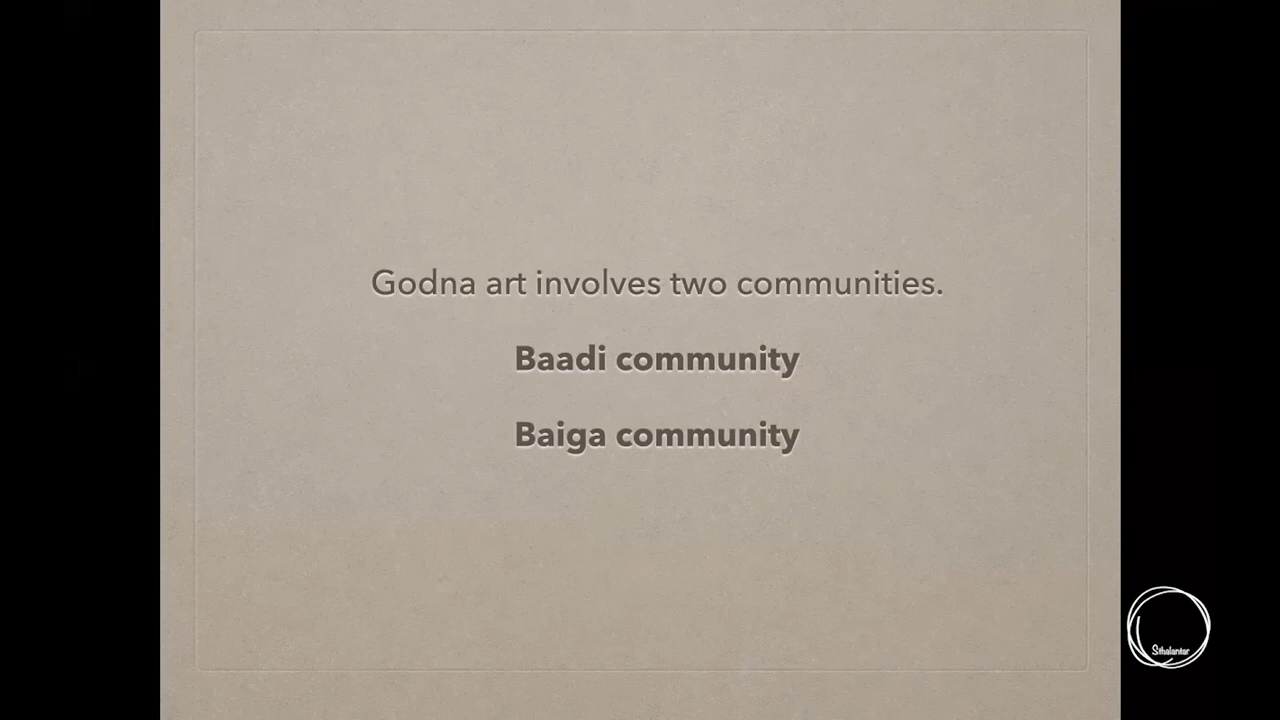 Godna art involves two communities.
Baadi community
Baiga community
Sthalantar